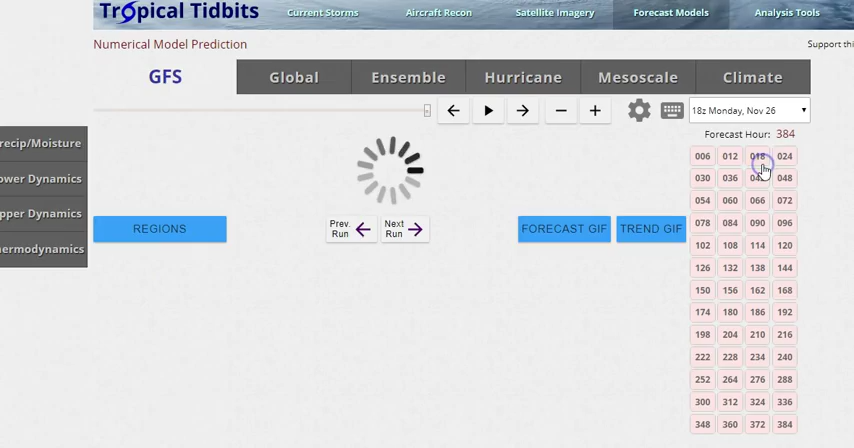 Tropical Tidbits
Current Storms Aircraft Recon Satellite Imagery Forecast Models Analysis Tools
Numerical Model Prediction
Support thi
GFS Global Ensemble Hurricane Mesoscale Climate
18z Monday, Nov 26
Forecast Hour: 384
recip/Moisture
ower Dynamics
pper Dynamics
hermodynamics
REGIONS
Prev. Run
Next Run
FORECAST GIF
TREND GIF
006 012 018 024
030 036 042 048
054 060 066 072
078 084 090 096
102 108 114 120
126 132 138 144
150 156 162 168
174 180 186 192
198 204 210 216
222 228 234 240
252 264 276 288
300 312 324 336
348 360 372 384